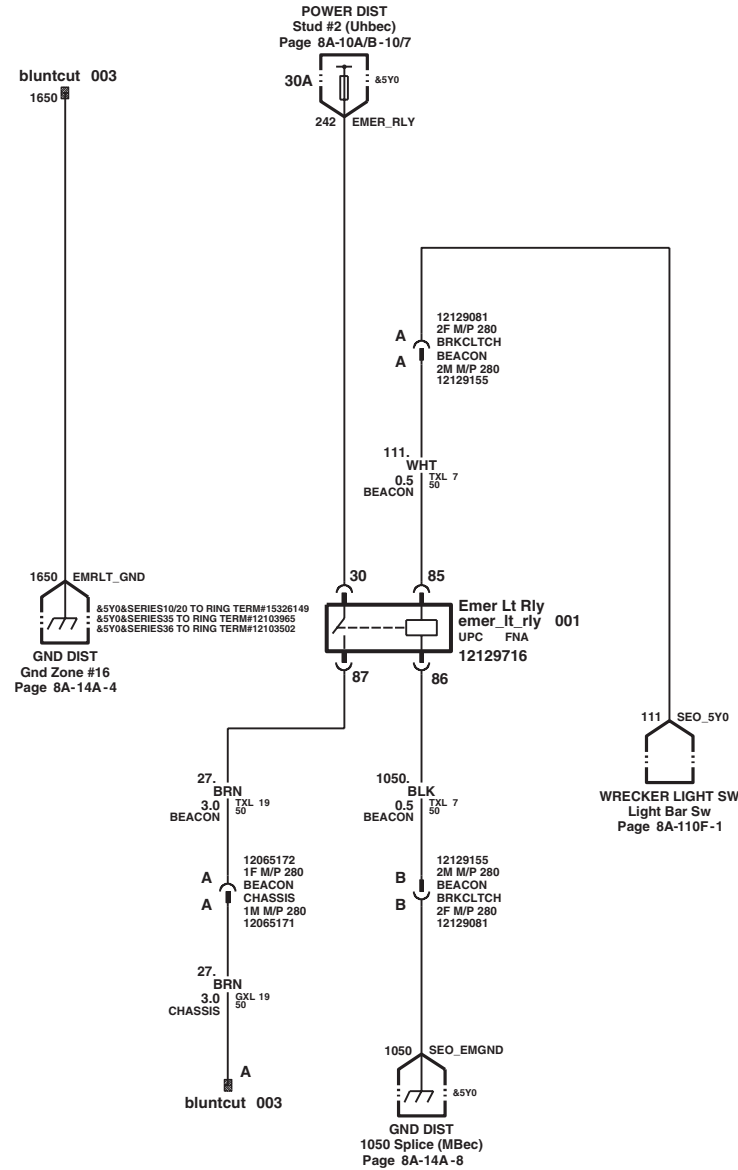 POWER DIST
Stud #2 (Uhbec)
Page 8A-10A/B-10/7
30A
&5Y0
242 EMER_RLY
bluntcut 003
1650
12129081
2F M/P 280
BRKCLTCH
BEACON
2M M/P 280
12129155
A
A
111.
WHT
0.5
BEACON
TXL 7
50
1650 EMRLT_GND
&5Y0&SERIES10/20 TO RING TERM#15326149
&5Y0&SERIES35 TO RING TERM#12103965
&5Y0&SERIES36 TO RING TERM#12103502
GND DIST
Gnd Zone #16
Page 8A-14A-4
30
85
Emer Lt Rly
emer_lt_rly 001
UPC FNA
12129716
87
86
111 SEO_5Y0
WRECKER LIGHT SW
Light Bar Sw
Page 8A-110F-1
27.
BRN
3.0
BEACON
TXL 19
50
1050.
BLK
0.5
BEACON
TXL 7
50
A
A
12065172
1F M/P 280
BEACON
CHASSIS
1M M/P 280
12065171
B
B
12129155
2M M/P 280
BEACON
BRKCLTCH
2F M/P 280
12129081
27.
BRN
3.0
CHASSIS
GXL 19
50
A
bluntcut 003
1050 SEO_EMGND
&5Y0
GND DIST
1050 Splice (MBec)
Page 8A-14A-8